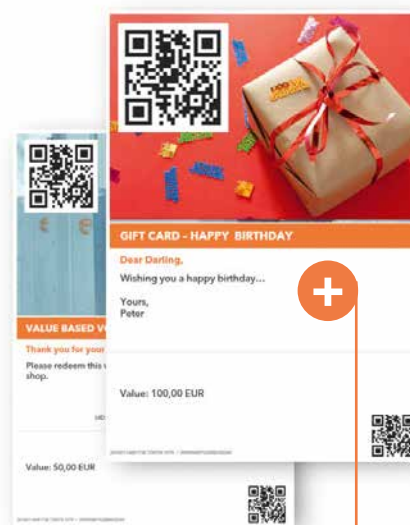 GIFT CARD – HAPPY BIRTHDAY
Dear Darling,
Wishing you a happy birthday...
Yours,
Peter
Value: 100,00 EUR
VALUE BASED
Thank you for your
Please redeem this
shop.
Value: 50,00 EUR